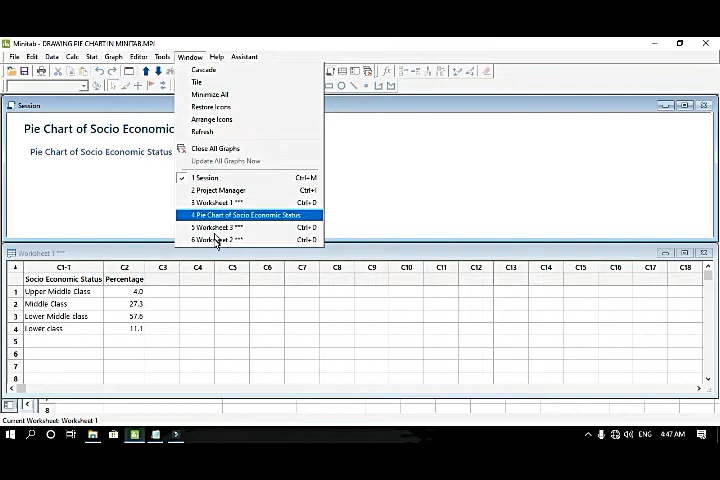 Minitab - DRAWING PIE CHART IN MINITAB.MPJ
File Edit Data Calc Stat Graph Editor Tools Window Help Assistant
Cascade
Tile
Minimize All
Restore Icons
Arrange Icons
Refresh
Close All Graphs
Update All Graphs Now
1 Session Ctrl+M
2 Project Manager Ctrl+I
3 Worksheet 1 *** Ctrl+D
4 Pie Chart of Socio Economic Status
5 Worksheet 3 *** Ctrl+D
6 Worksheet 2 *** Ctrl+D
Session
Pie Chart of Socio Economic
Pie Chart of Socio Economic Status
Worksheet 1 ***
C1-T C2 C3 C4 C5 C6 C7 C8 C9 C10 C11 C12 C13 C14 C15 C16 C17 C18
Socio Economic Status Percentage
1 Upper Middle Class 4.0
2 Middle Class 27.3
3 Lower Middle class 57.6
4 Lower class 11.1
5
6
7
8
8
Current Worksheet: Worksheet 1
ENG 4:47 AM